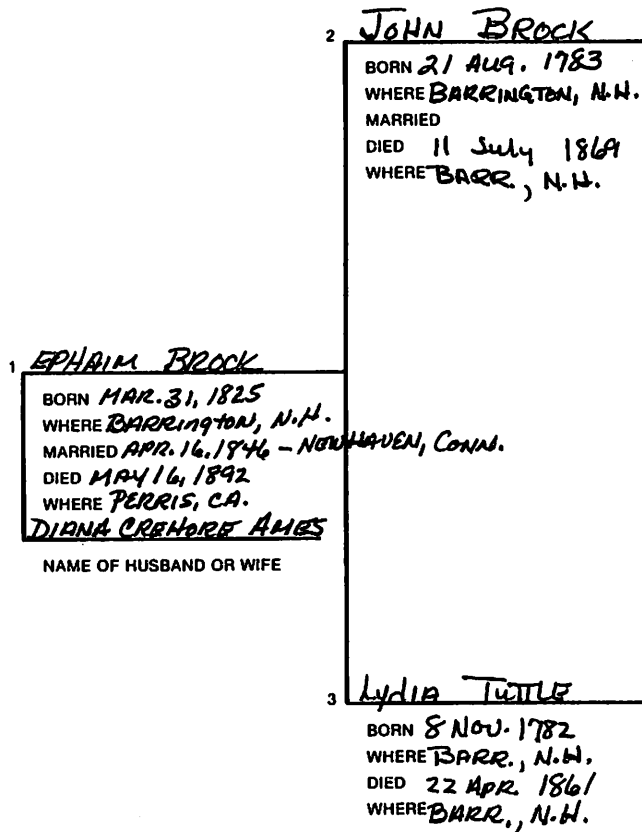 2 JOHN BROCK
BORN 21 AUG. 1783
WHERE BARRINGTON, N.H.
MARRIED
DIED 11 July 1869
WHERE BARR., N.H.
1 EPHAIM BROCK
BORN MAR. 31, 1825
WHERE BARRINGTON, N.H.
MARRIED APR. 16, 1846 – NEW HAVEN, CONN.
DIED MAY 16, 1892
WHERE PERRIS, CA.
DIANA CREHORE AMES
NAME OF HUSBAND OR WIFE
3 LydIA TUTTLE
BORN 8 NOV. 1782
WHERE BARR., N.H.
DIED 22 APR. 1861
WHERE BARR., N.H.